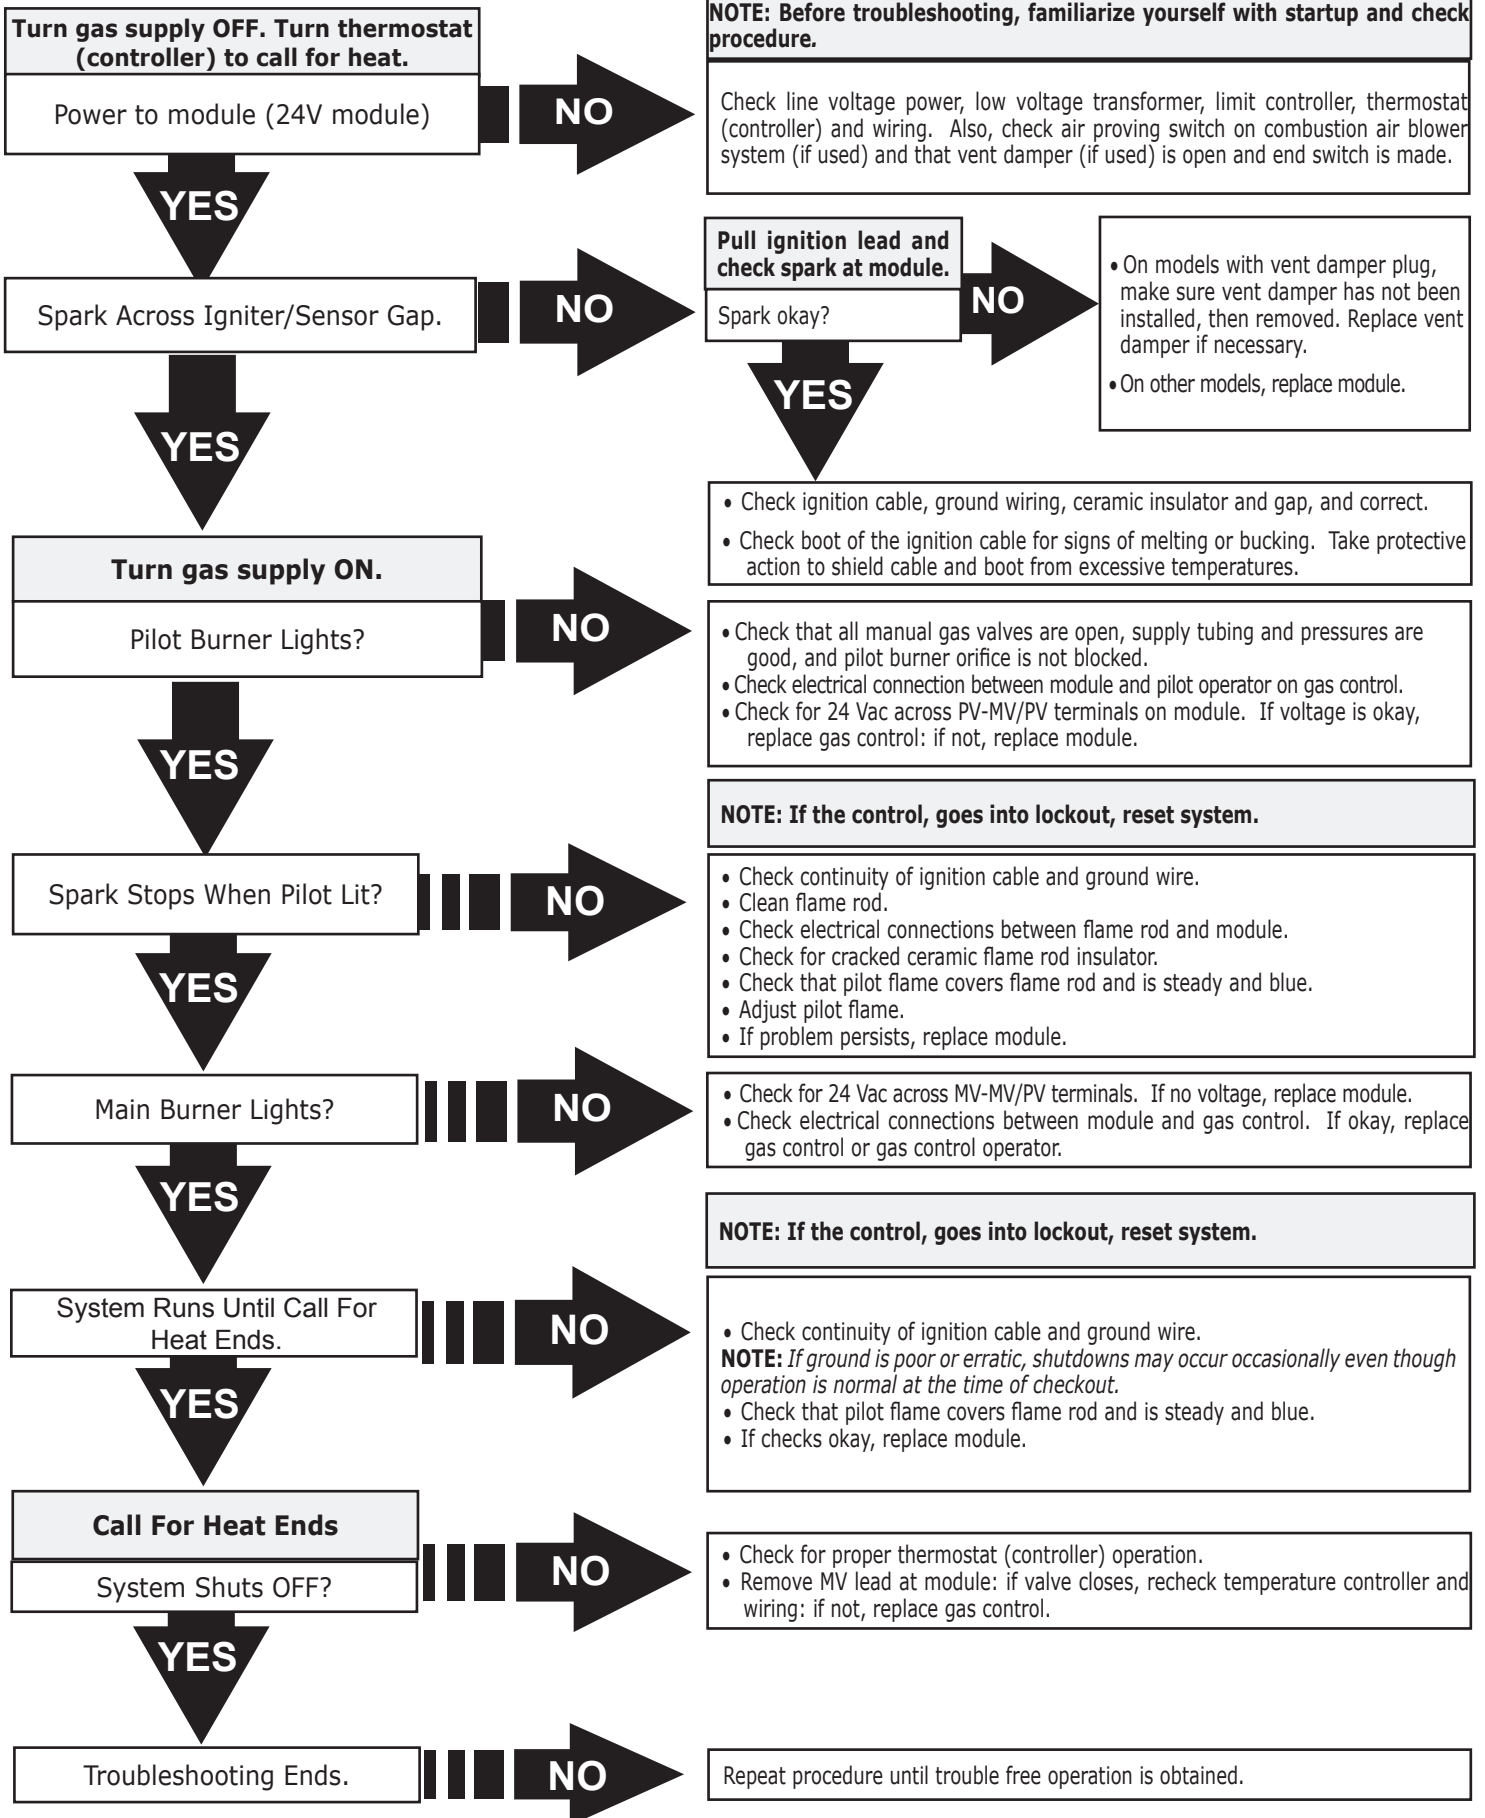 Turn gas supply OFF. Turn thermostat
(controller) to call for heat.
Power to module (24V module)
NO
NOTE: Before troubleshooting, familiarize yourself with startup and check
procedure.
Check line voltage power, low voltage transformer, limit controller, thermostat
(controller) and wiring. Also, check air proving switch on combustion air blower
system (if used) and that vent damper (if used) is open and end switch is made.
YES
Spark Across Igniter/Sensor Gap.
NO
Pull ignition lead and
check spark at module.
Spark okay?
NO
• On models with vent damper plug,
make sure vent damper has not been
installed, then removed. Replace vent
damper if necessary.
• On other models, replace module.
YES
• Check ignition cable, ground wiring, ceramic insulator and gap, and correct.
• Check boot of the ignition cable for signs of melting or bucking. Take protective
action to shield cable and boot from excessive temperatures.
YES
Turn gas supply ON.
Pilot Burner Lights?
NO
• Check that all manual gas valves are open, supply tubing and pressures are
good, and pilot burner orifice is not blocked.
• Check electrical connection between module and pilot operator on gas control.
• Check for 24 Vac across PV-MV/PV terminals on module. If voltage is okay,
replace gas control: if not, replace module.
YES
NOTE: If the control, goes into lockout, reset system.
Spark Stops When Pilot Lit?
NO
• Check continuity of ignition cable and ground wire.
• Clean flame rod.
• Check electrical connections between flame rod and module.
• Check for cracked ceramic flame rod insulator.
• Check that pilot flame covers flame rod and is steady and blue.
• Adjust pilot flame.
• If problem persists, replace module.
YES
Main Burner Lights?
NO
• Check for 24 Vac across MV-MV/PV terminals. If no voltage, replace module.
• Check electrical connections between module and gas control. If okay, replace
gas control or gas control operator.
YES
NOTE: If the control, goes into lockout, reset system.
System Runs Until Call For
Heat Ends.
NO
• Check continuity of ignition cable and ground wire.
NOTE: If ground is poor or erratic, shutdowns may occur occasionally even though
operation is normal at the time of checkout.
• Check that pilot flame covers flame rod and is steady and blue.
• If checks okay, replace module.
YES
Call For Heat Ends
System Shuts OFF?
NO
• Check for proper thermostat (controller) operation.
• Remove MV lead at module: if valve closes, recheck temperature controller and
wiring: if not, replace gas control.
YES
Troubleshooting Ends.
NO
Repeat procedure until trouble free operation is obtained.